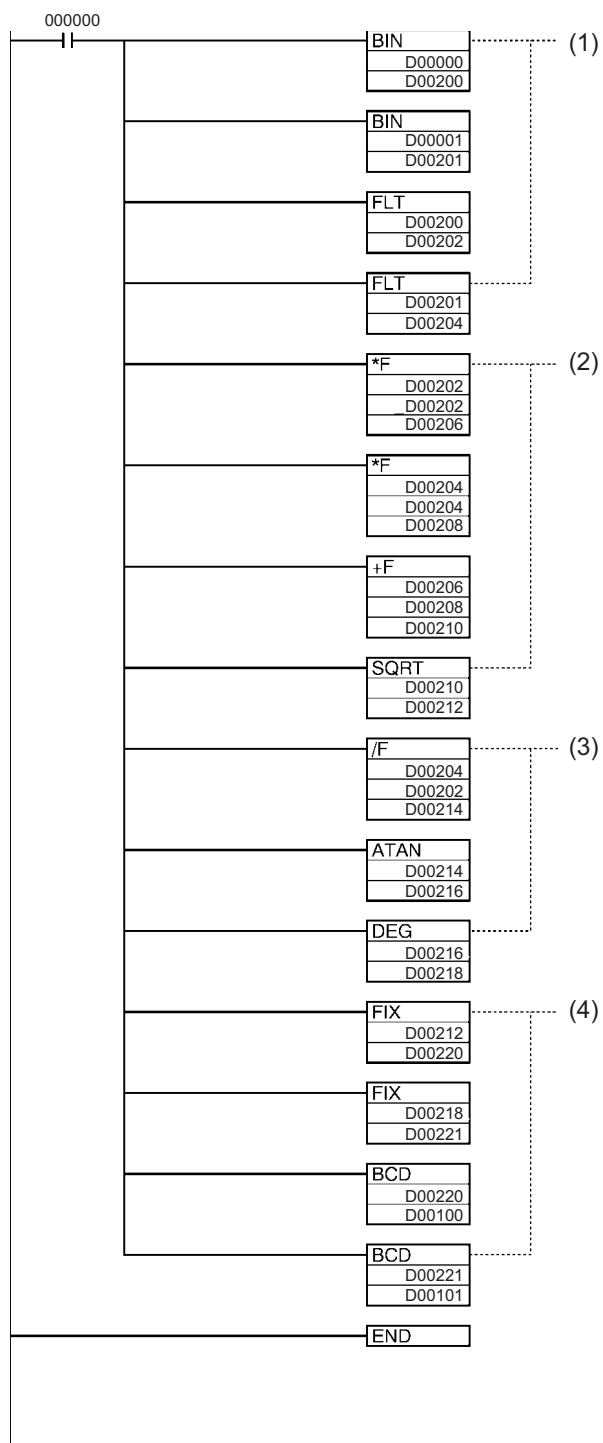 000000
BIN
(1)
D00000
D00200
BIN
D00001
D00201
FLT
D00200
D00202
FLT
D00201
D00204
*F
(2)
D00202
_D00202
D00206
*F
D00204
D00204
D00208
+F
D00206
D00208
D00210
SQRT
D00210
D00212
/F
(3)
D00204
D00202
D00214
ATAN
D00214
D00216
DEG
D00216
D00218
FIX
(4)
D00212
D00220
FIX
D00218
D00221
BCD
D00220
D00100
BCD
D00221
D00101
END